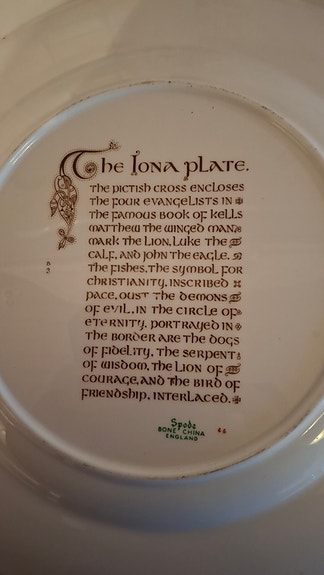 The Iona plate.
the pictish cross encloses
the four evangelists in
the famous book of kells
matthew the winged man
mark the lion, luke the
calf, and john the eagle.
the fishes, the symbol for
christianity, inscribed
pace, oust the demons
of evil, in the circle of
eternity. portrayed in
the border are the dogs
of fidelity, the serpent
of wisdom, the lion of
courage, and the bird of
friendship, interlaced.
Spode
BONE CHINA
ENGLAND